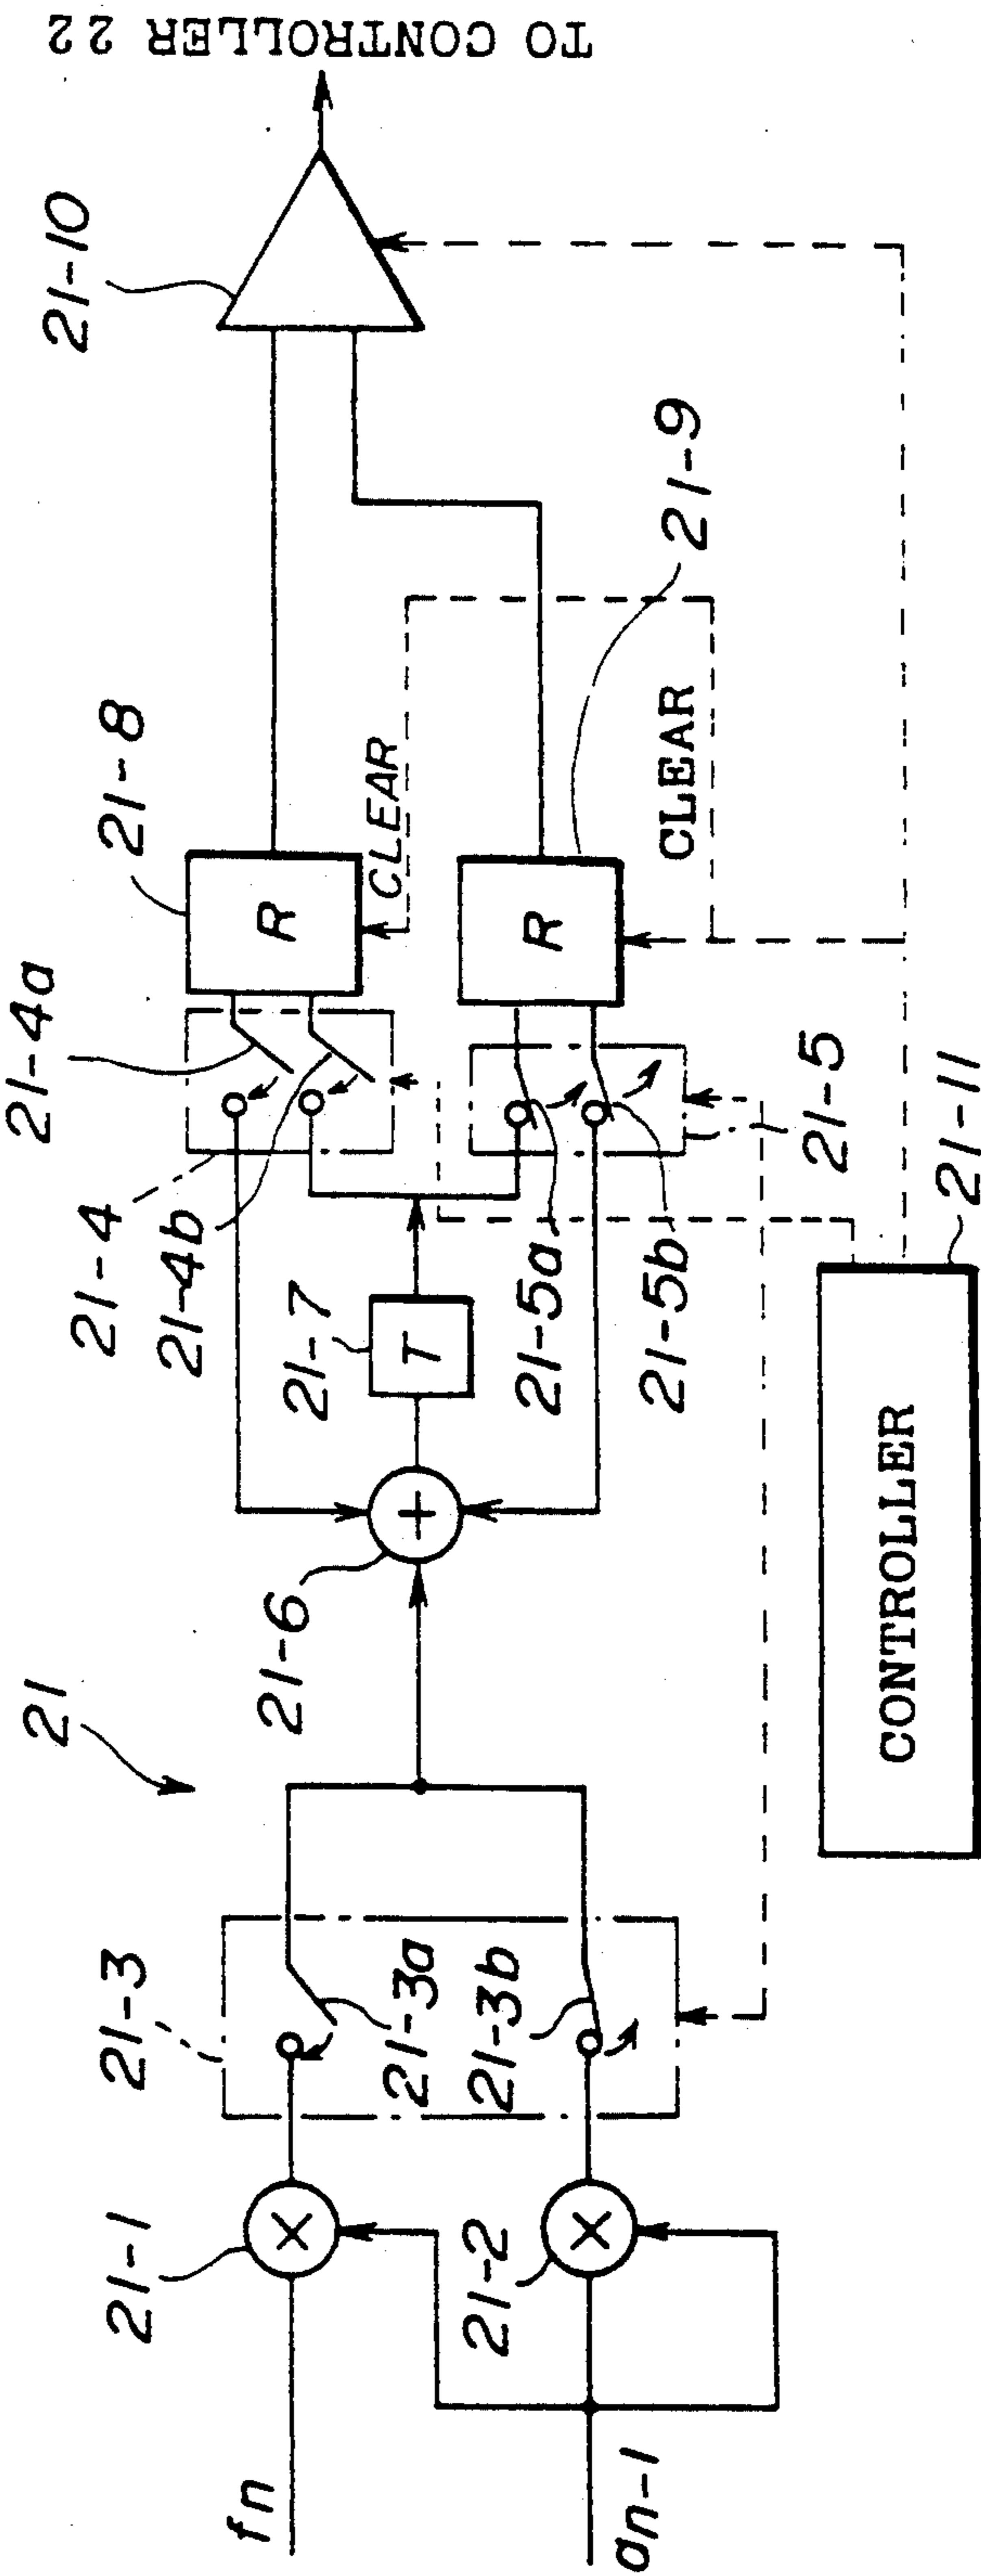 TO CONTROLLER 22
21-10
21-8
21-4a
21-4
21-4b
21-7
21-6
21
21-3
21-3a
21-3b
21-1
21-2
fn
an-1
R
R
CLEAR
CLEAR
21-9
T
+
×
×
21-5a
21-5b
21-5
21-11
CONTROLLER